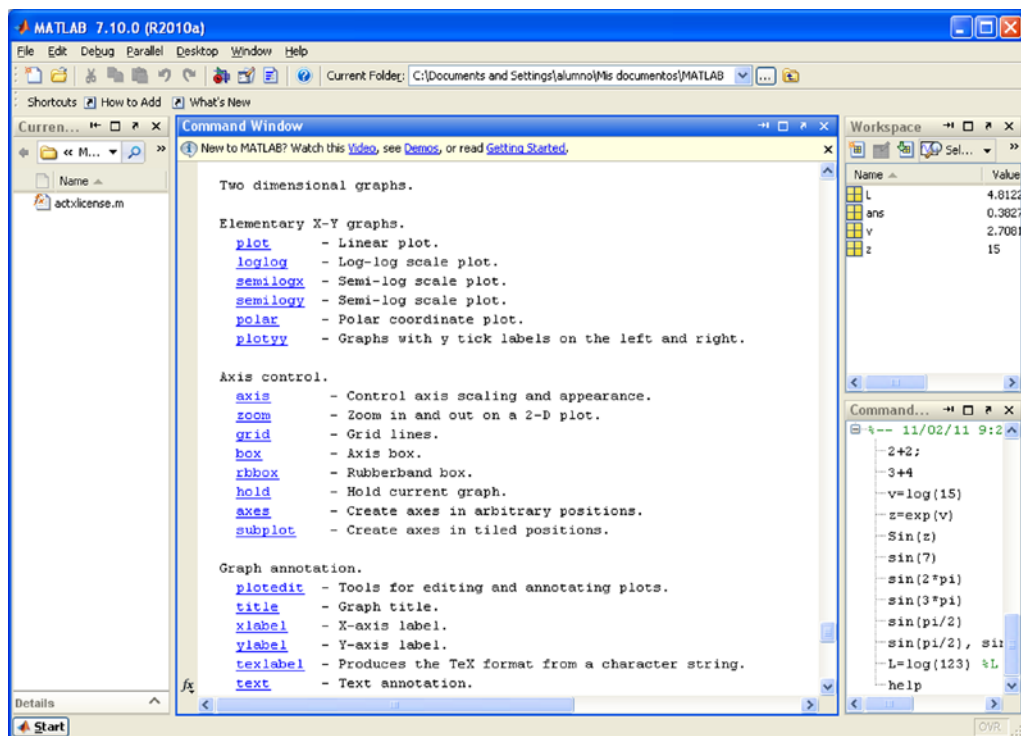 MATLAB 7.10.0 (R2010a)
File Edit Debug Parallel Desktop Window Help
Current Folder: C:\Documents and Settings\alumno\Mis documentos\MATLAB
Shortcuts How to Add What's New
Curren...
« M...
Name
actxlicense.m
Details
Command Window
New to MATLAB? Watch this Video, see Demos, or read Getting Started.
Two dimensional graphs.
Elementary X-Y graphs.
plot - Linear plot.
loglog - Log-log scale plot.
semilogx - Semi-log scale plot.
semilogy - Semi-log scale plot.
polar - Polar coordinate plot.
plotyy - Graphs with y tick labels on the left and right.
Axis control.
axis - Control axis scaling and appearance.
zoom - Zoom in and out on a 2-D plot.
grid - Grid lines.
box - Axis box.
rbbox - Rubberband box.
hold - Hold current graph.
axes - Create axes in arbitrary positions.
subplot - Create axes in tiled positions.
Graph annotation.
plotedit - Tools for editing and annotating plots.
title - Graph title.
xlabel - X-axis label.
ylabel - Y-axis label.
texlabel - Produces the TeX format from a character string.
text - Text annotation.
fx
Workspace
Sel...
Name Value
L 4.8122
ans 0.3827
v 2.7081
z 15
Command...
%-- 11/02/11 9:2
2+2;
3+4
v=log(15)
z=exp(v)
Sin(z)
sin(7)
sin(2*pi)
sin(3*pi)
sin(pi/2)
sin(pi/2), sin
L=log(123) %L
help
Start
OVR